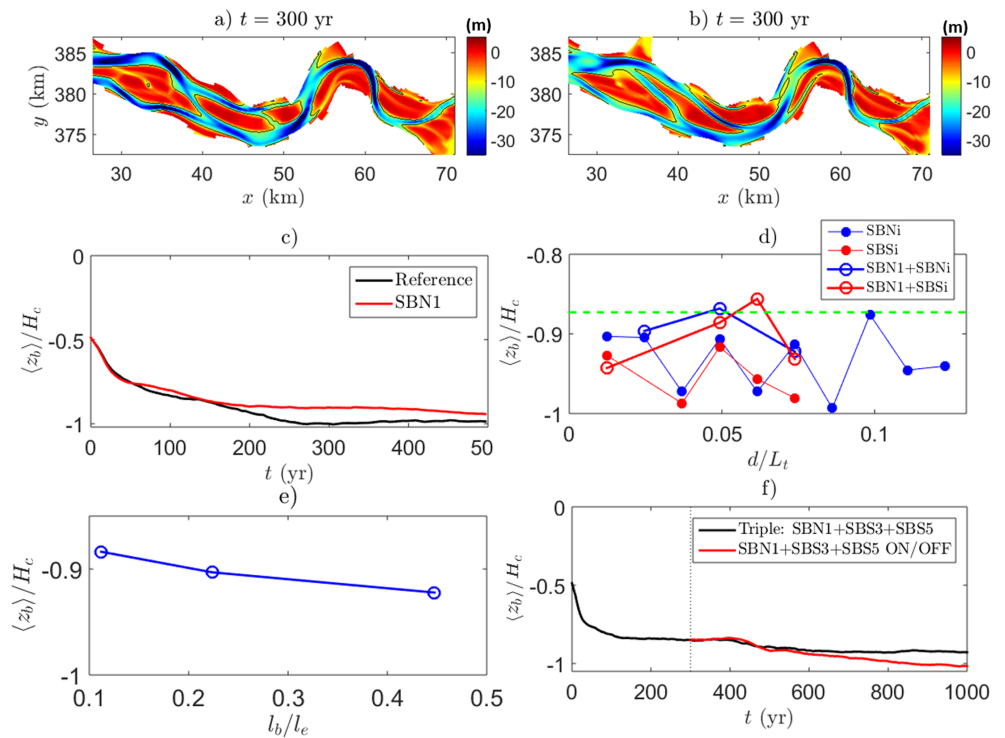 a) t = 300 yr
b) t = 300 yr
(m)
(m)
385
380
375
y (km)
0
-10
-20
-30
385
380
375
0
-10
-20
-30
30 40 50 60 70
x (km)
30 40 50 60 70
x (km)
c)
0
-0.5
-1
⟨z_b⟩/H_c
Reference
SBN1
0 100 200 300 400 50
t (yr)
d)
SBNi
SBSi
SBN1+SBNi
SBN1+SBSi
-0.8
-0.9
-1
⟨z_b⟩/H_c
0 0.05 0.1
d/L_t
e)
-0.9
-1
⟨z_b⟩/H_c
0.1 0.2 0.3 0.4 0.5
l_b/l_e
f)
0
-0.5
-1
⟨z_b⟩/H_c
Triple: SBN1+SBS3+SBS5
SBN1+SBS3+SBS5 ON/OFF
0 200 400 600 800 1000
t (yr)